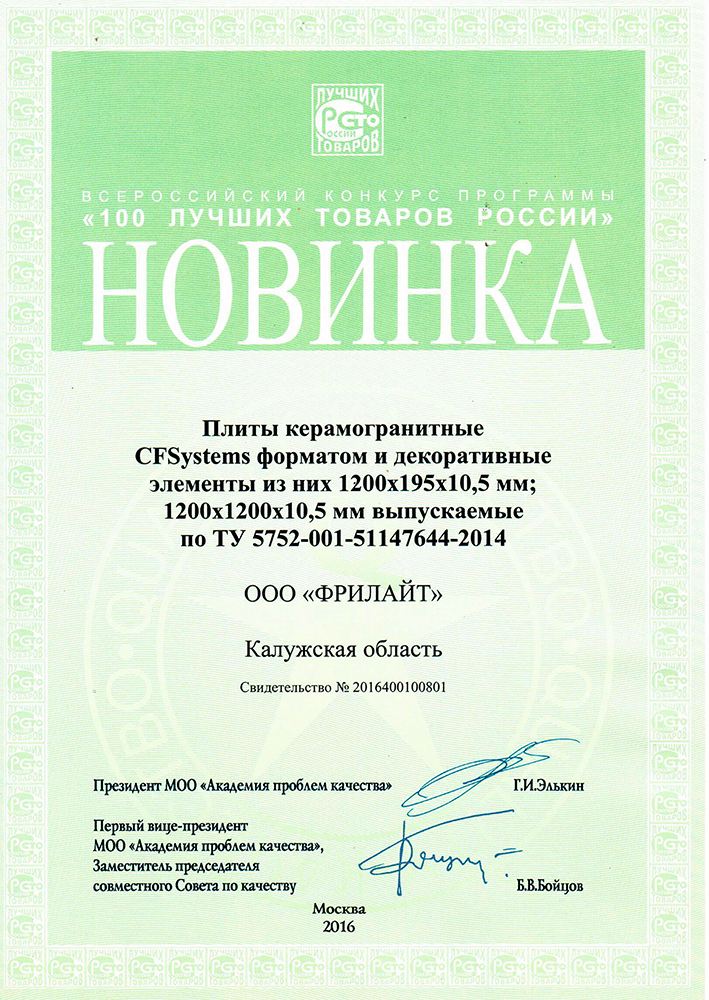 ЛУЧШИХ
PGTO
РОССИИ
ТОВАРОВ
ВСЕРОССИЙСКИЙ КОНКУРС ПРОГРАММЫ
«100 ЛУЧШИХ ТОВАРОВ РОССИИ»
НОВИНКА
Плиты керамогранитные
CFSystems форматом и декоративные
элементы из них 1200х195х10,5 мм;
1200х1200х10,5 мм выпускаемые
по ТУ 5752-001-51147644-2014
ООО «ФРИЛАЙТ»
Калужская область
Свидетельство № 2016400100801
Президент МОО «Академия проблем качества» Г.И.Элькин
Первый вице-президент
МОО «Академия проблем качества»,
Заместитель председателя
совместного Совета по качеству Б.В.Бойцов
Москва
2016